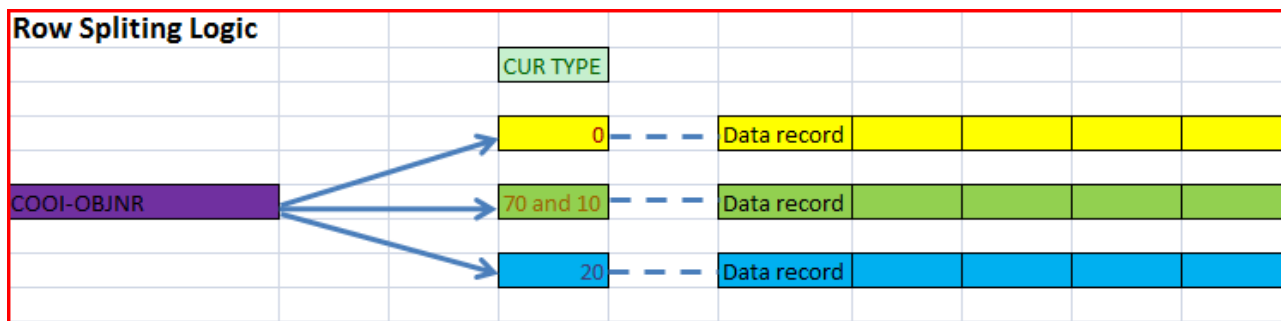 Row Spliting Logic
CUR TYPE
0
Data record
COOI-OBJNR
70 and 10
Data record
20
Data record